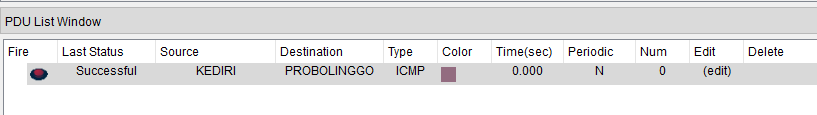 PDU List Window
Fire Last Status Source Destination Type Color Time(sec) Periodic Num Edit Delete
Successful KEDIRI PROBOLINGGO ICMP 0.000 N 0 (edit)